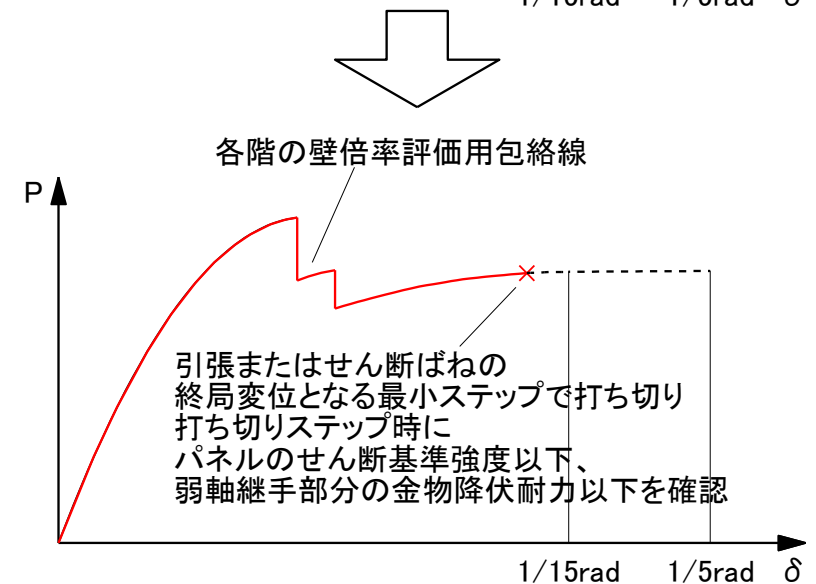 1/15rad 1/5rad δ
各階の壁倍率評価用包絡線
P
引張またはせん断ばねの
終局変位となる最小ステップで打ち切り
打ち切りステップ時に
パネルのせん断基準強度以下、
弱軸継手部分の金物降伏耐力以下を確認
1/15rad 1/5rad δ